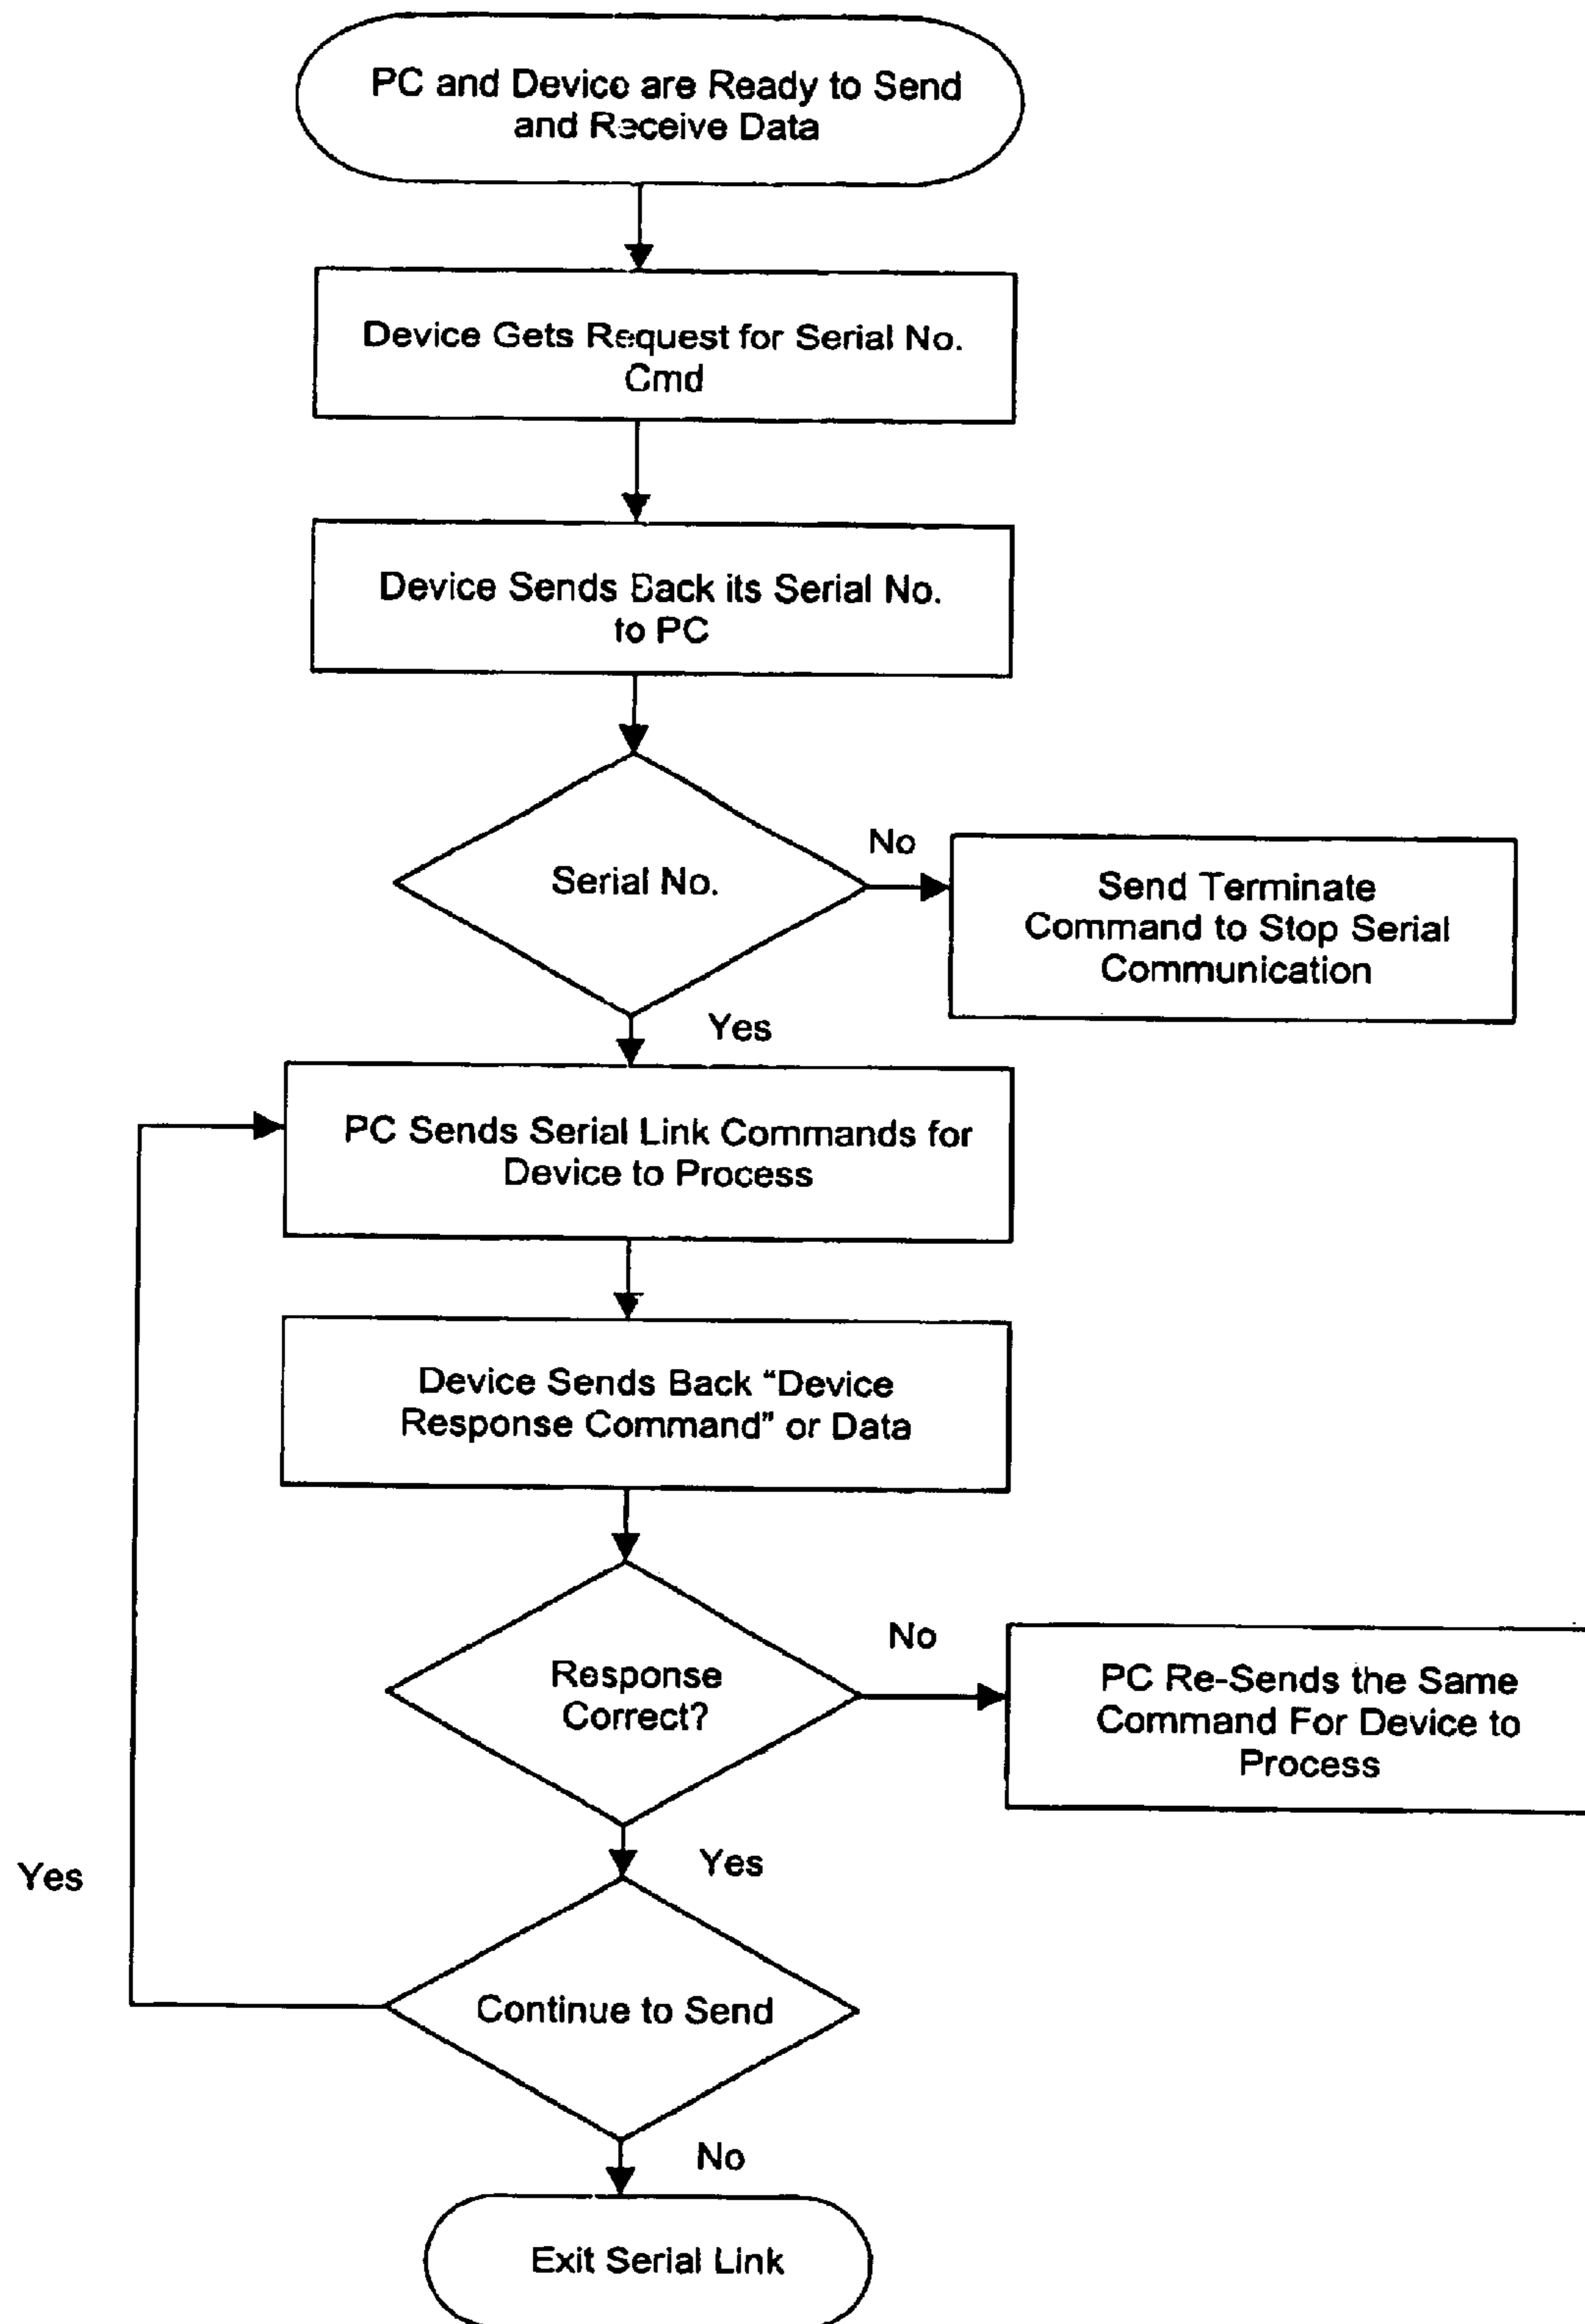 PC and Device are Ready to Send
and Receive Data
Device Gets Request for Serial No.
Cmd
Device Sends Back its Serial No.
to PC
Serial No.
No
Send Terminate
Command to Stop Serial
Communication
Yes
PC Sends Serial Link Commands for
Device to Process
Device Sends Back “Device
Response Command” or Data
Response
Correct?
No
PC Re-Sends the Same
Command For Device to
Process
Yes
Yes
Continue to Send
No
Exit Serial Link